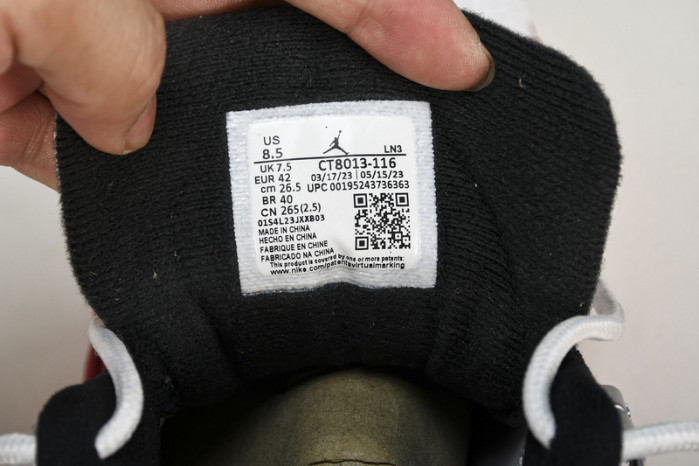 US
8.5 LN3
UK 7.5 CT8013-116
EUR 42 03/17/23 | 05/15/23
cm 26.5 UPC 00195243736363
BR 40
CN 265(2.5)
01S4L23JXXB03
MADE IN CHINA
HECHO EN CHINA
FABRIQUE EN CHINE
FABRICADO NA CHINA
This product is covered by one or more patents:
www.nike.com/patentsvirtualmarking